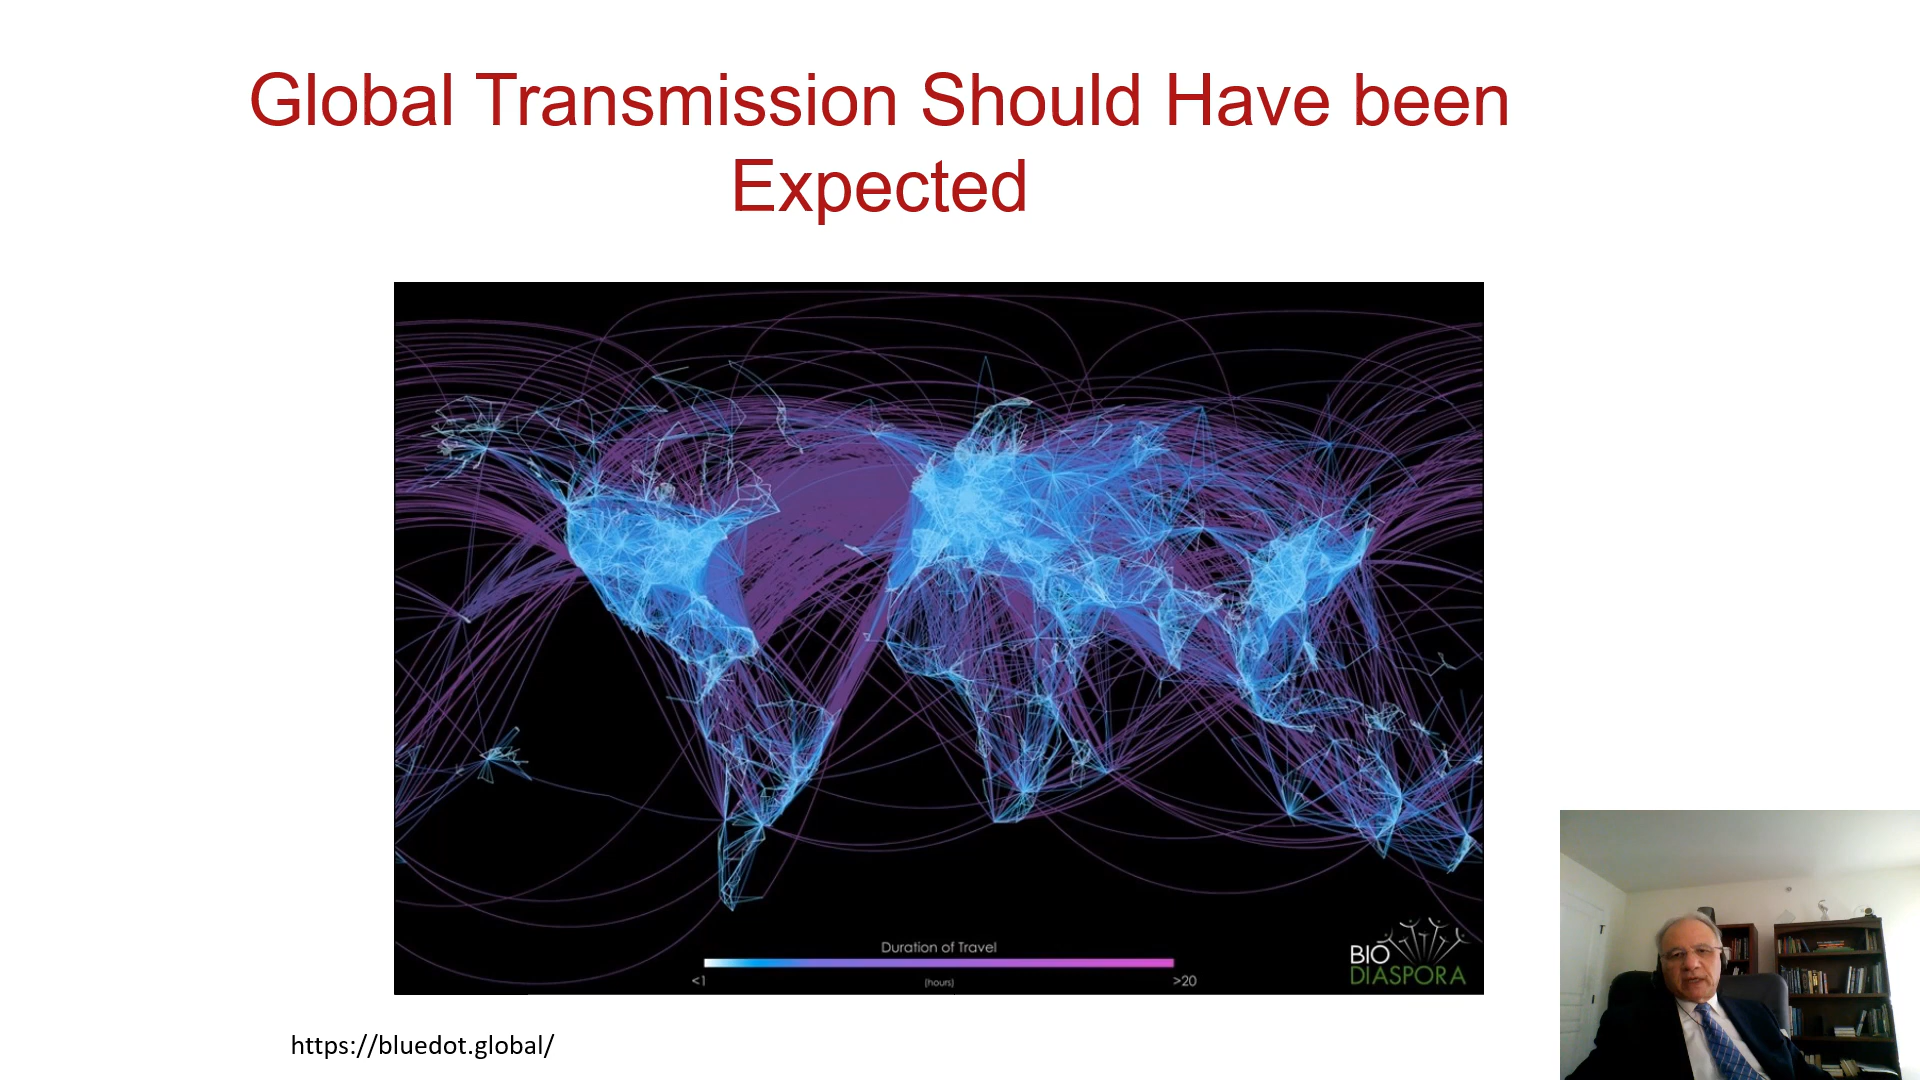 Global Transmission Should Have been
Expected
Duration of Travel
<1
(hours)
>20
BIO
DIASPORA
https://bluedot.global/